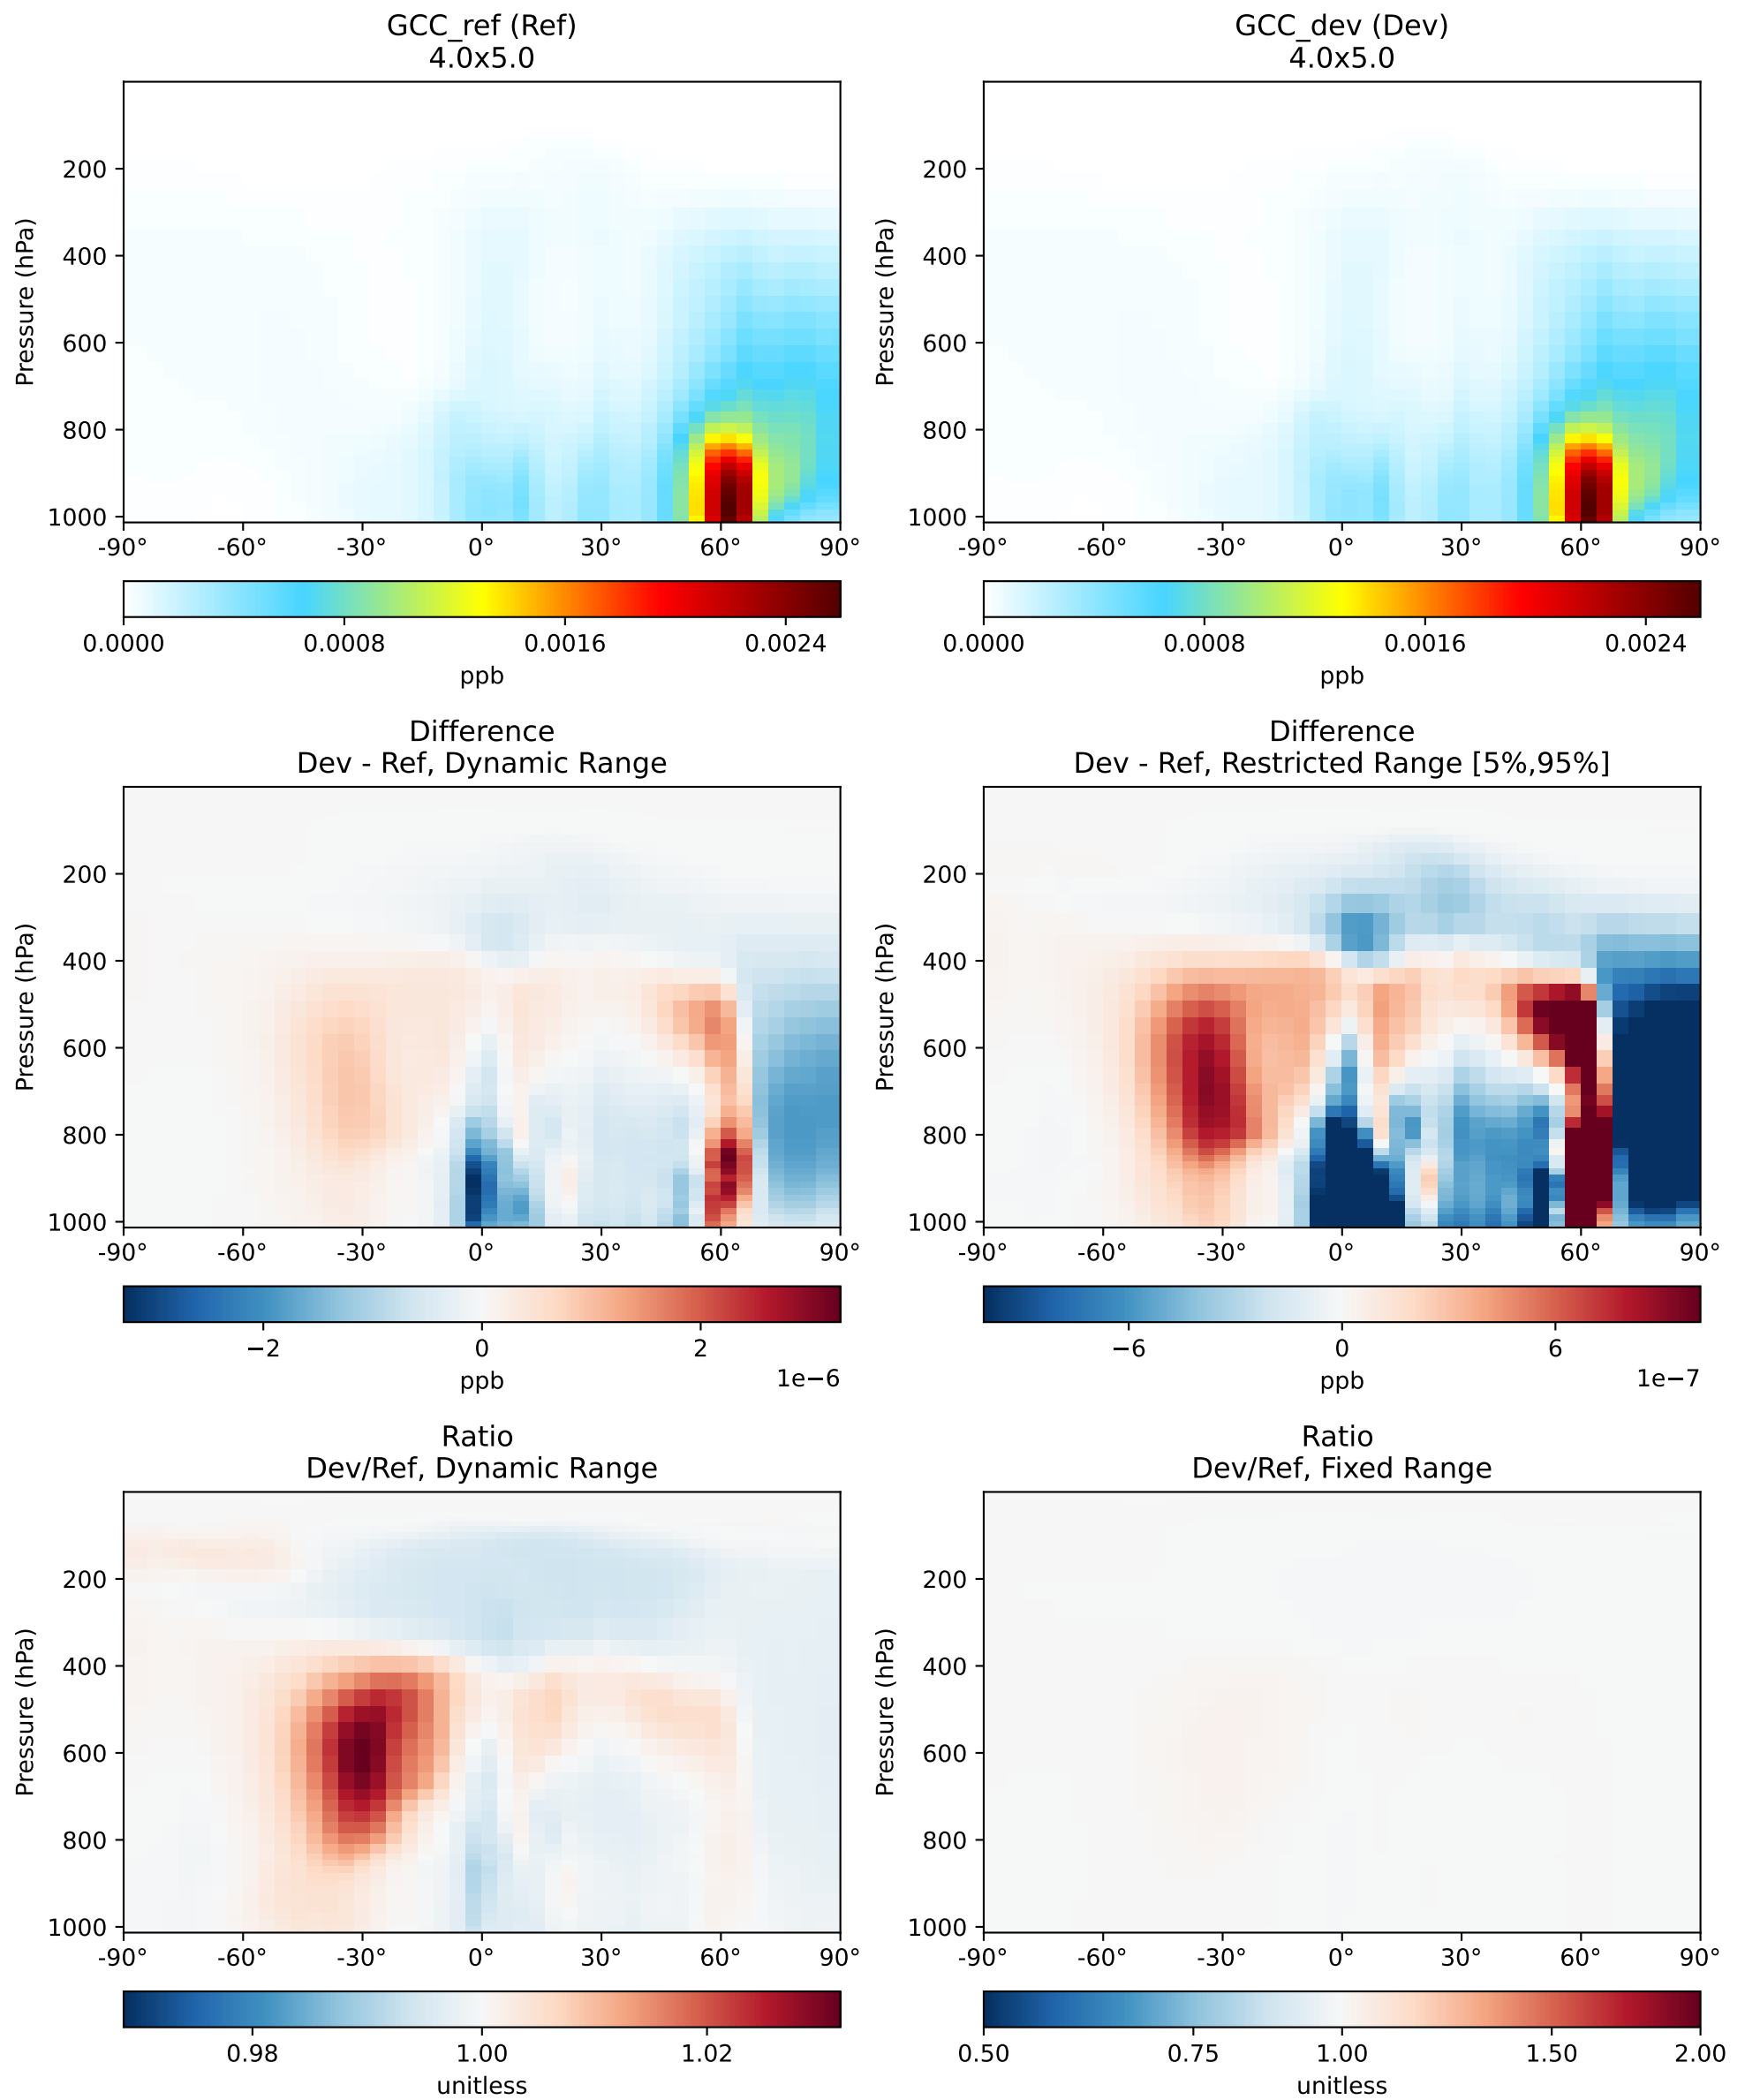 GCC_ref (Ref)
4.0x5.0
Pressure (hPa)
200
400
600
800
1000
-90° -60° -30° 0° 30° 60° 90°
0.0000 0.0008 0.0016 0.0024
ppb
GCC_dev (Dev)
4.0x5.0
Pressure (hPa)
200
400
600
800
1000
-90° -60° -30° 0° 30° 60° 90°
0.0000 0.0008 0.0016 0.0024
ppb
Difference
Dev - Ref, Dynamic Range
Pressure (hPa)
200
400
600
800
1000
-90° -60° -30° 0° 30° 60° 90°
−2 0 2
ppb 1e−6
Difference
Dev - Ref, Restricted Range [5%,95%]
Pressure (hPa)
200
400
600
800
1000
-90° -60° -30° 0° 30° 60° 90°
−6 0 6
ppb 1e−7
Ratio
Dev/Ref, Dynamic Range
Pressure (hPa)
200
400
600
800
1000
-90° -60° -30° 0° 30° 60° 90°
0.98 1.00 1.02
unitless
Ratio
Dev/Ref, Fixed Range
Pressure (hPa)
200
400
600
800
1000
-90° -60° -30° 0° 30° 60° 90°
0.50 0.75 1.00 1.50 2.00
unitless